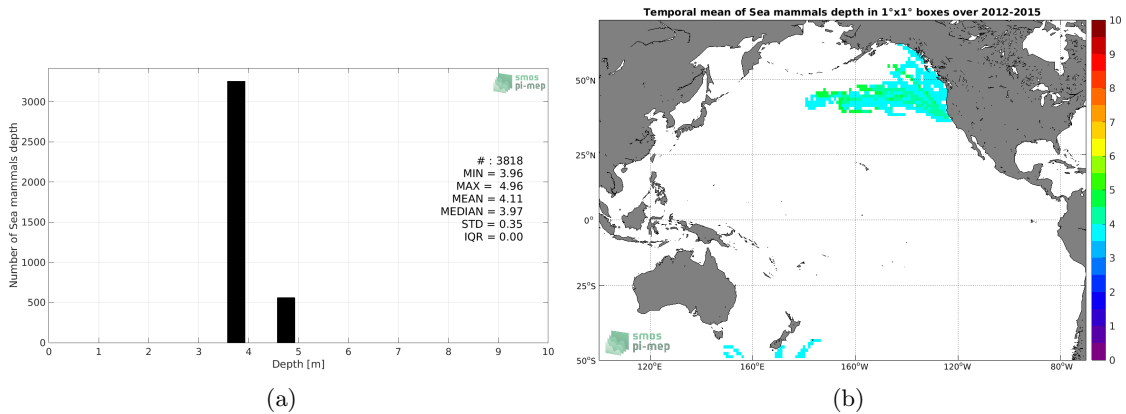 3000
2500
2000
1500
1000
500
0
Number of Sea mammals depth
0 1 2 3 4 5 6 7 8 9 10
Depth [m]
smos
pi-mep
# : 3818
MIN = 3.96
MAX = 4.96
MEAN = 4.11
MEDIAN = 3.97
STD = 0.35
IQR = 0.00
(a)
Temporal mean of Sea mammals depth in 1°x1° boxes over 2012-2015
50°N
25°N
0°
25°S
50°S
120°E 160°E 160°W 120°W 80°W
smos
pi-mep
10
9
8
7
6
5
4
3
2
1
0
(b)